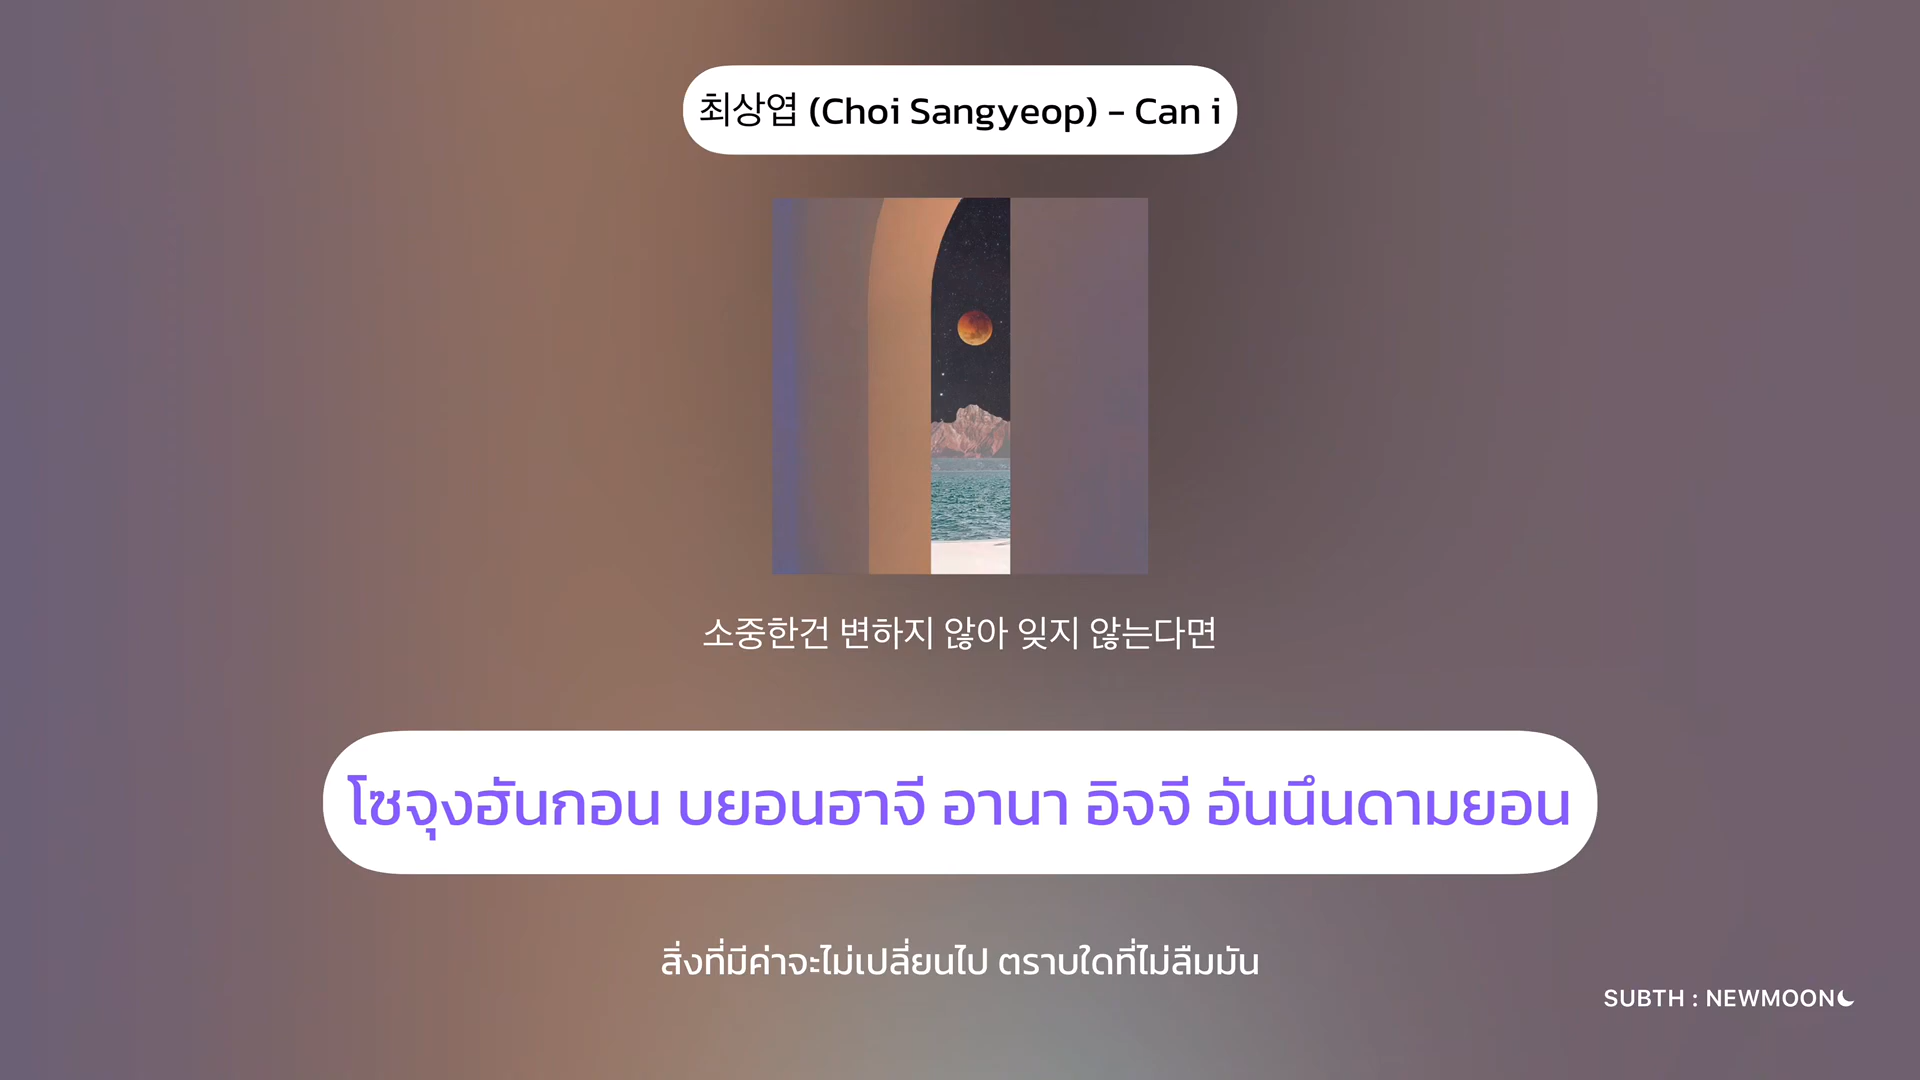 최상엽 (Choi Sangyeop) - Can i
소중한건 변하지 않아 잊지 않는다면
โซจุงฮันกอน บยอนฮาจี อานา อิจจี อันนึนดามยอน
สิ่งที่มีค่าจะไม่เปลี่ยนไป ตราบใดที่ไม่ลืมมัน
SUBTH : NEWMOON